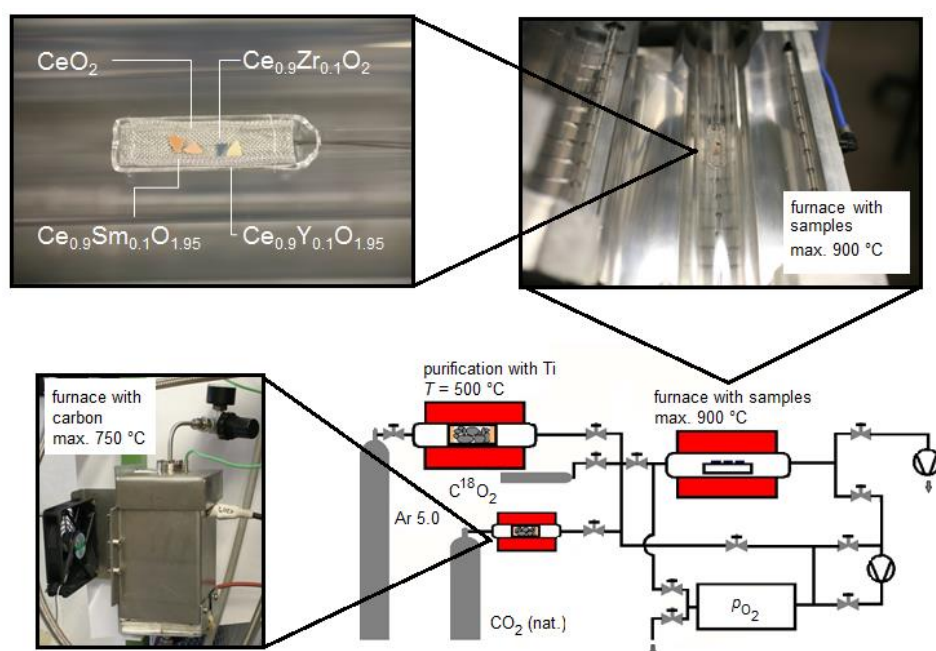 CeO₂
Ce₀.₉Zr₀.₁O₂
Ce₀.₉Sm₀.₁O₁.₉₅
Ce₀.₉Y₀.₁O₁.₉₅
furnace with
samples
max. 900 °C
furnace with
carbon
max. 750 °C
purification with Ti
T = 500 °C
furnace with samples
max. 900 °C
C¹⁸O₂
Ar 5.0
CO₂ (nat.)
pO₂